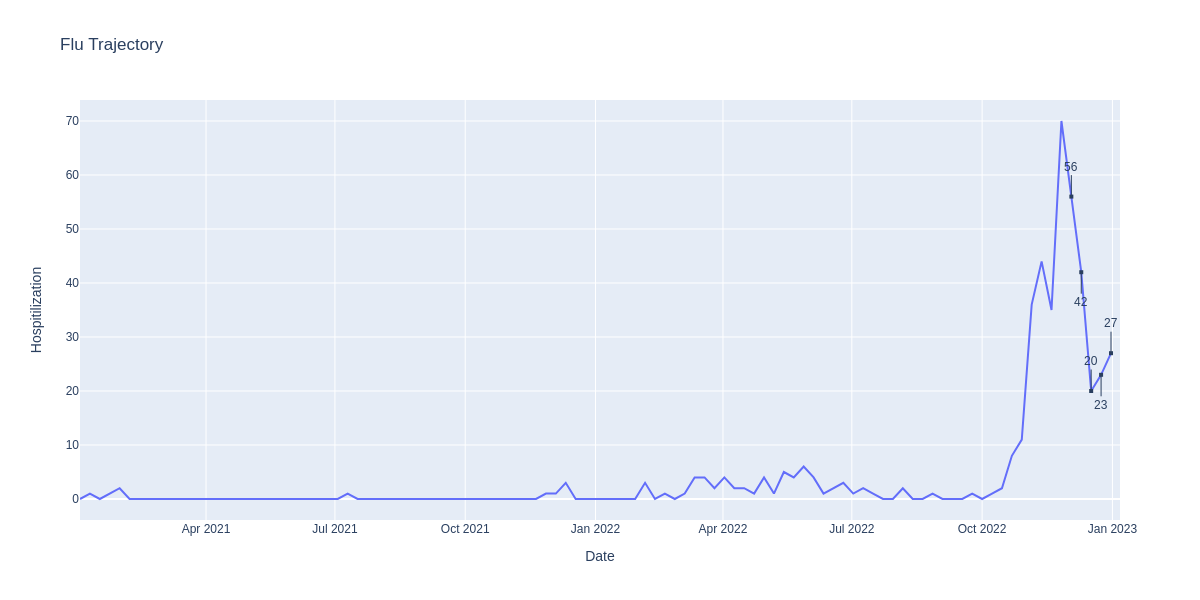 Flu Trajectory
Hospitilization
70
60
50
40
30
20
10
0
56
42
20
23
27
Apr 2021
Jul 2021
Oct 2021
Jan 2022
Apr 2022
Jul 2022
Oct 2022
Jan 2023
Date